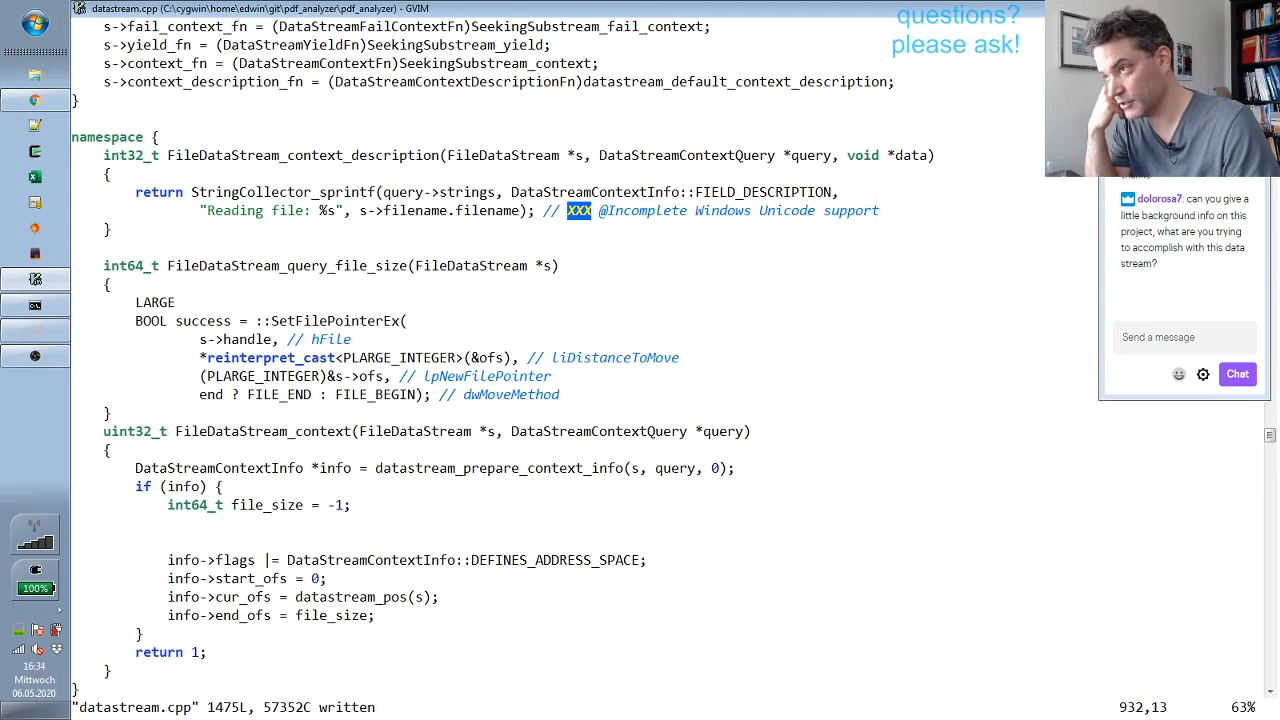 datastream.cpp (C:\cygwin\home\edwin\git\pdf_analyzer\pdf_analyzer) - GVIM
s->fail_context_fn = (DataStreamFailContextFn)SeekingSubstream_fail_context;
s->yield_fn = (DataStreamYieldFn)SeekingSubstream_yield;
s->context_fn = (DataStreamContextFn)SeekingSubstream_context;
s->context_description_fn = (DataStreamContextDescriptionFn)datastream_default_context_description;
}
namespace {
int32_t FileDataStream_context_description(FileDataStream *s, DataStreamContextQuery *query, void *data)
{
return StringCollector_sprintf(query->strings, DataStreamContextInfo::FIELD_DESCRIPTION,
"Reading file: %s", s->filename.filename); // XXX @Incomplete Windows Unicode support
}
int64_t FileDataStream_query_file_size(FileDataStream *s)
{
LARGE
BOOL success = ::SetFilePointerEx(
s->handle, // hFile
*reinterpret_cast<PLARGE_INTEGER>(&ofs), // liDistanceToMove
(PLARGE_INTEGER)&s->ofs, // lpNewFilePointer
end ? FILE_END : FILE_BEGIN); // dwMoveMethod
}
uint32_t FileDataStream_context(FileDataStream *s, DataStreamContextQuery *query)
{
DataStreamContextInfo *info = datastream_prepare_context_info(s, query, 0);
if (info) {
int64_t file_size = -1;
info->flags |= DataStreamContextInfo::DEFINES_ADDRESS_SPACE;
info->start_ofs = 0;
info->cur_ofs = datastream_pos(s);
info->end_ofs = file_size;
}
return 1;
}
}
"datastream.cpp" 1475L, 57352C written
932,13
63%
questions?
please ask!
dolorosa7: can you give a
little background info on this
project, what are you trying
to accomplish with this data
stream?
Send a message
Chat
100%
16:34
Mittwoch
06.05.2020